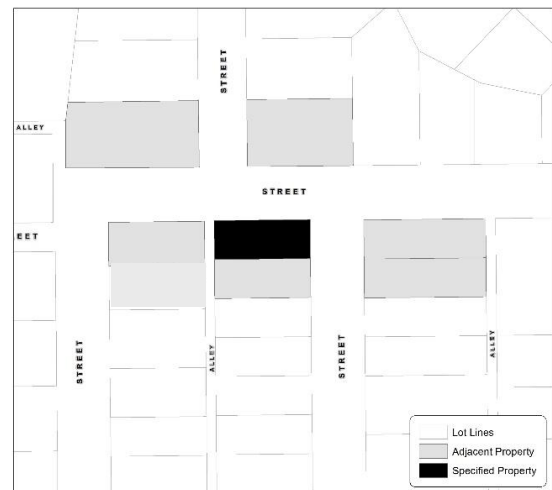 STREET
ALLEY
STREET
EET
STREET
ALLEY
STREET
ALLEY
Lot Lines
Adjacent Property
Specified Property